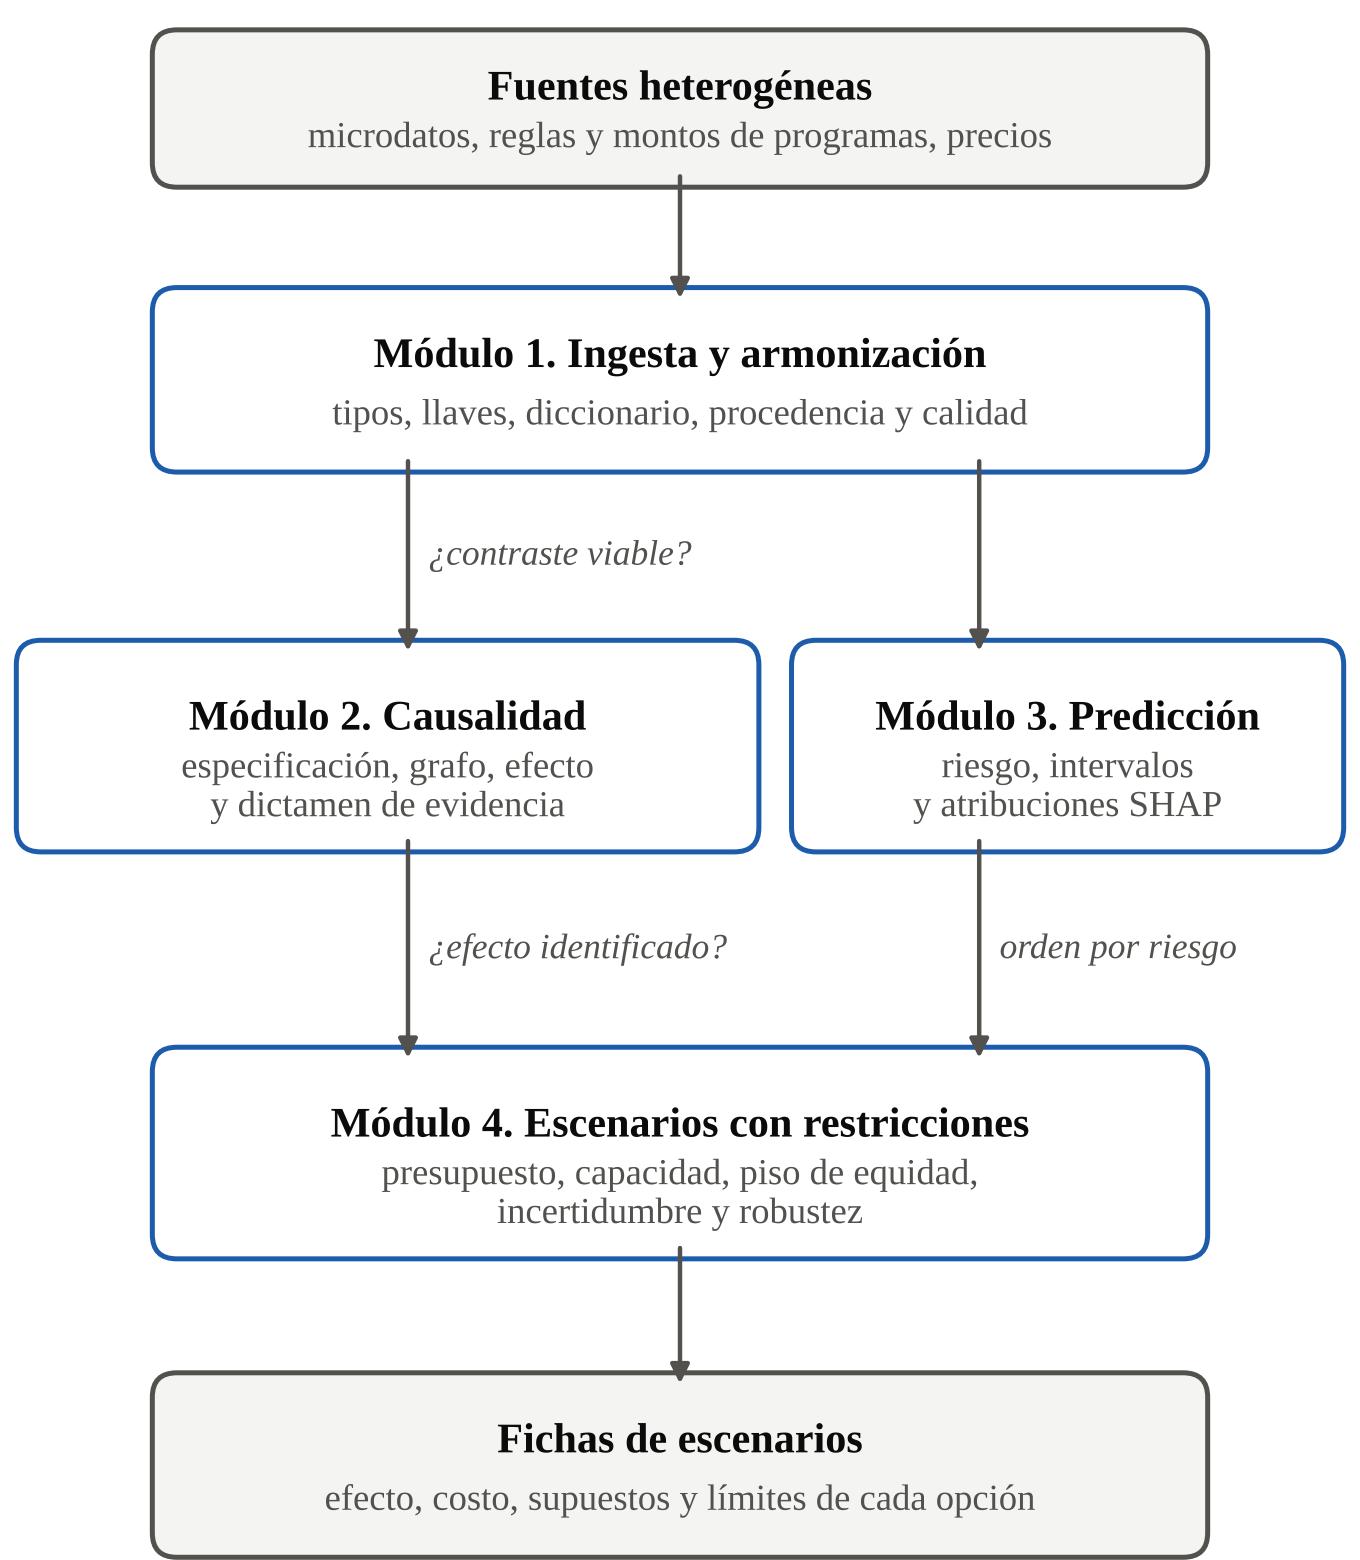 Fuentes heterogéneas
microdatos, reglas y montos de programas, precios
Módulo 1. Ingesta y armonización
tipos, llaves, diccionario, procedencia y calidad
¿contraste viable?
Módulo 2. Causalidad
especificación, grafo, efecto
y dictamen de evidencia
Módulo 3. Predicción
riesgo, intervalos
y atribuciones SHAP
¿efecto identificado?
orden por riesgo
Módulo 4. Escenarios con restricciones
presupuesto, capacidad, piso de equidad,
incertidumbre y robustez
Fichas de escenarios
efecto, costo, supuestos y límites de cada opción